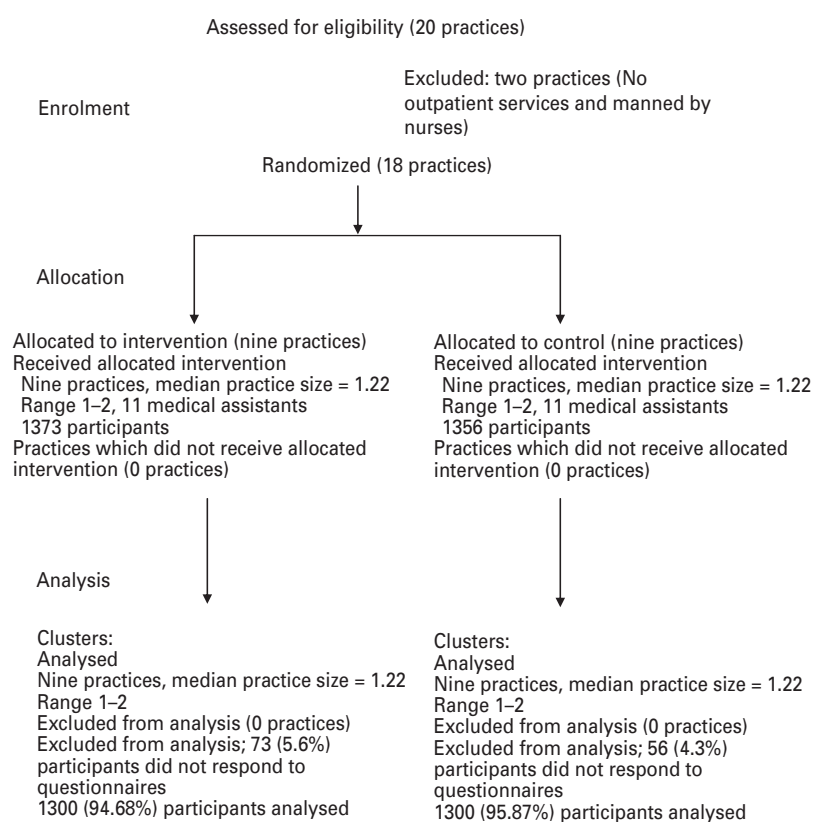 Assessed for eligibility (20 practices)
Excluded: two practices (No
outpatient services and manned by
nurses)
Enrolment
Randomized (18 practices)
Allocation
Allocated to intervention (nine practices)
Received allocated intervention
Nine practices, median practice size = 1.22
Range 1–2, 11 medical assistants
1373 participants
Practices which did not receive allocated
intervention (0 practices)
Allocated to control (nine practices)
Received allocated intervention
Nine practices, median practice size = 1.22
Range 1–2, 11 medical assistants
1356 participants
Practices which did not receive allocated
intervention (0 practices)
Analysis
Clusters:
Analysed
Nine practices, median practice size = 1.22
Range 1–2
Excluded from analysis (0 practices)
Excluded from analysis; 73 (5.6%)
participants did not respond to
questionnaires
1300 (94.68%) participants analysed
Clusters:
Analysed
Nine practices, median practice size = 1.22
Range 1–2
Excluded from analysis (0 practices)
Excluded from analysis; 56 (4.3%)
participants did not respond to
questionnaires
1300 (95.87%) participants analysed